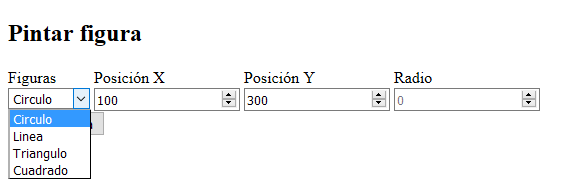 Pintar figura
Figuras Posición X Posición Y Radio
Circulo 100 300 0
Circulo
Linea
Triangulo
Cuadrado